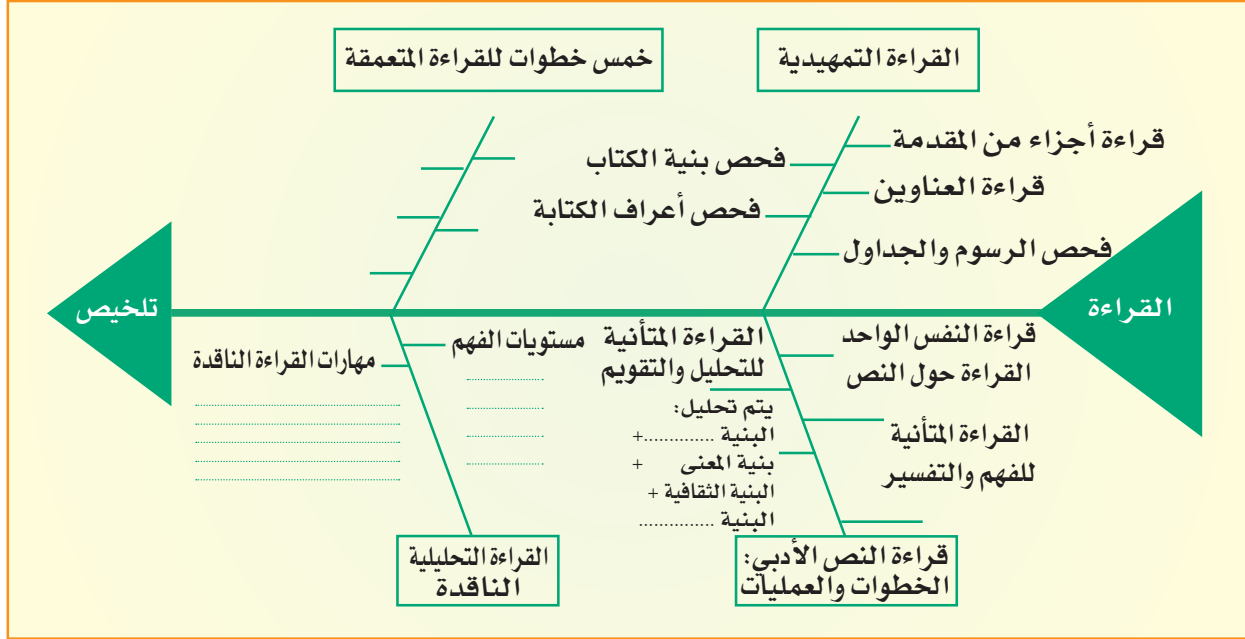 القراءة التمهيدية
خمس خطوات للقراءة المتعمقة
قراءة أجزاء من المقدمة
فحص بنية الكتاب
قراءة العناوين
فحص أعراف الكتابة
فحص الرسوم والجداول
القراءة
تلخيص
قراءة النفس الواحد
القراءة حول النص
القراءة المتأنية
للفهم والتفسير
القراءة المتأنية
للتحليل والتقويم
يتم تحليل:
البنية ..............+
بنية المعنى +
البنية الثقافية +
البنية ...............
مستويات الفهم
مهارات القراءة الناقدة
قراءة النص الأدبي:
الخطوات والعمليات
القراءة التحليلية
الناقدة